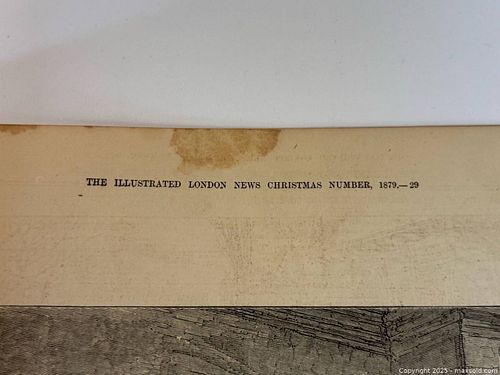 THE ILLUSTRATED LONDON NEWS CHRISTMAS NUMBER, 1879.—29
Copyright 2025 - maxsold.com